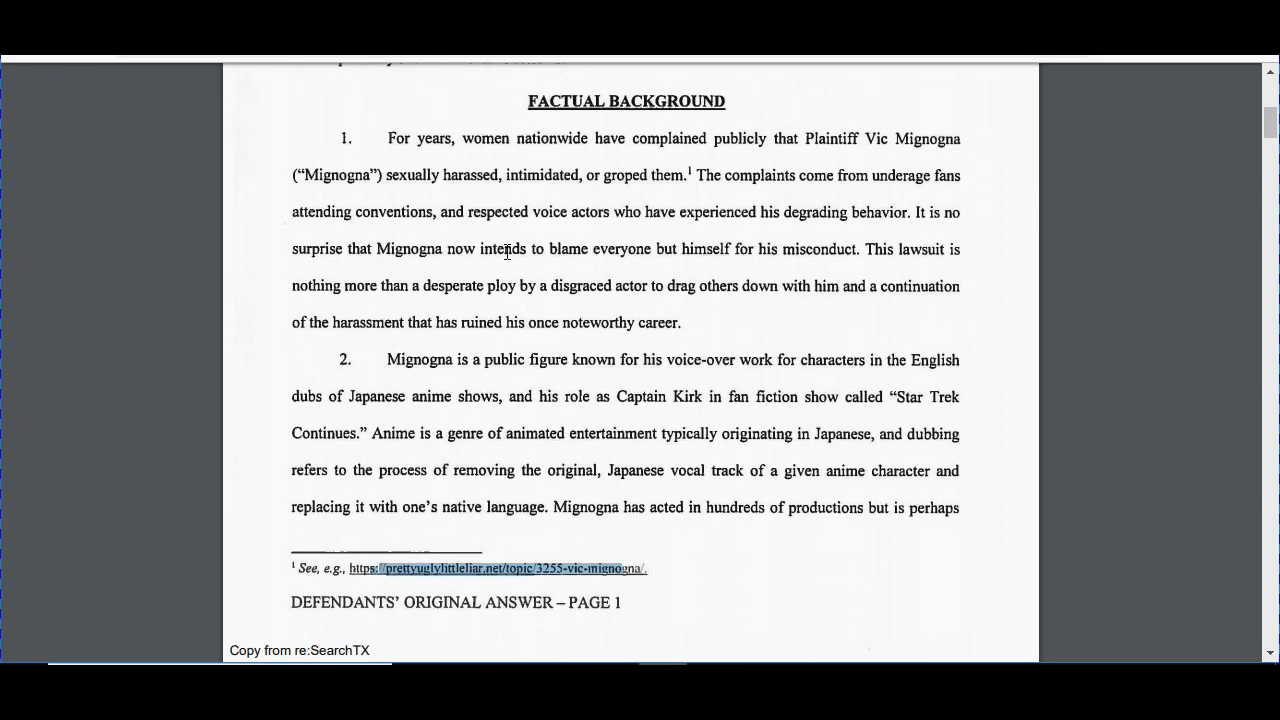 FACTUAL BACKGROUND
1. For years, women nationwide have complained publicly that Plaintiff Vic Mignogna
(“Mignogna”) sexually harassed, intimidated, or groped them.1 The complaints come from underage fans
attending conventions, and respected voice actors who have experienced his degrading behavior. It is no
surprise that Mignogna now intends to blame everyone but himself for his misconduct. This lawsuit is
nothing more than a desperate ploy by a disgraced actor to drag others down with him and a continuation
of the harassment that has ruined his once noteworthy career.
2. Mignogna is a public figure known for his voice-over work for characters in the English
dubs of Japanese anime shows, and his role as Captain Kirk in fan fiction show called “Star Trek
Continues.” Anime is a genre of animated entertainment typically originating in Japanese, and dubbing
refers to the process of removing the original, Japanese vocal track of a given anime character and
replacing it with one’s native language. Mignogna has acted in hundreds of productions but is perhaps
1 See, e.g., https://prettyuglylittleliar.net/topic/3255-vic-mignogna/.
DEFENDANTS’ ORIGINAL ANSWER – PAGE 1
Copy from re:SearchTX